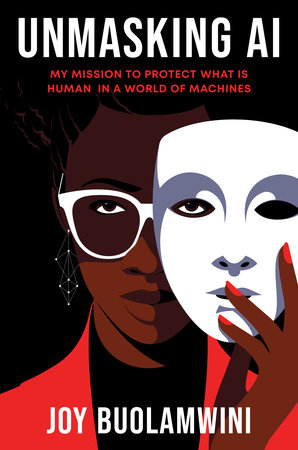 UNMASKING AI
MY MISSION TO PROTECT WHAT IS
HUMAN IN A WORLD OF MACHINES
JOY BUOLAMWINI